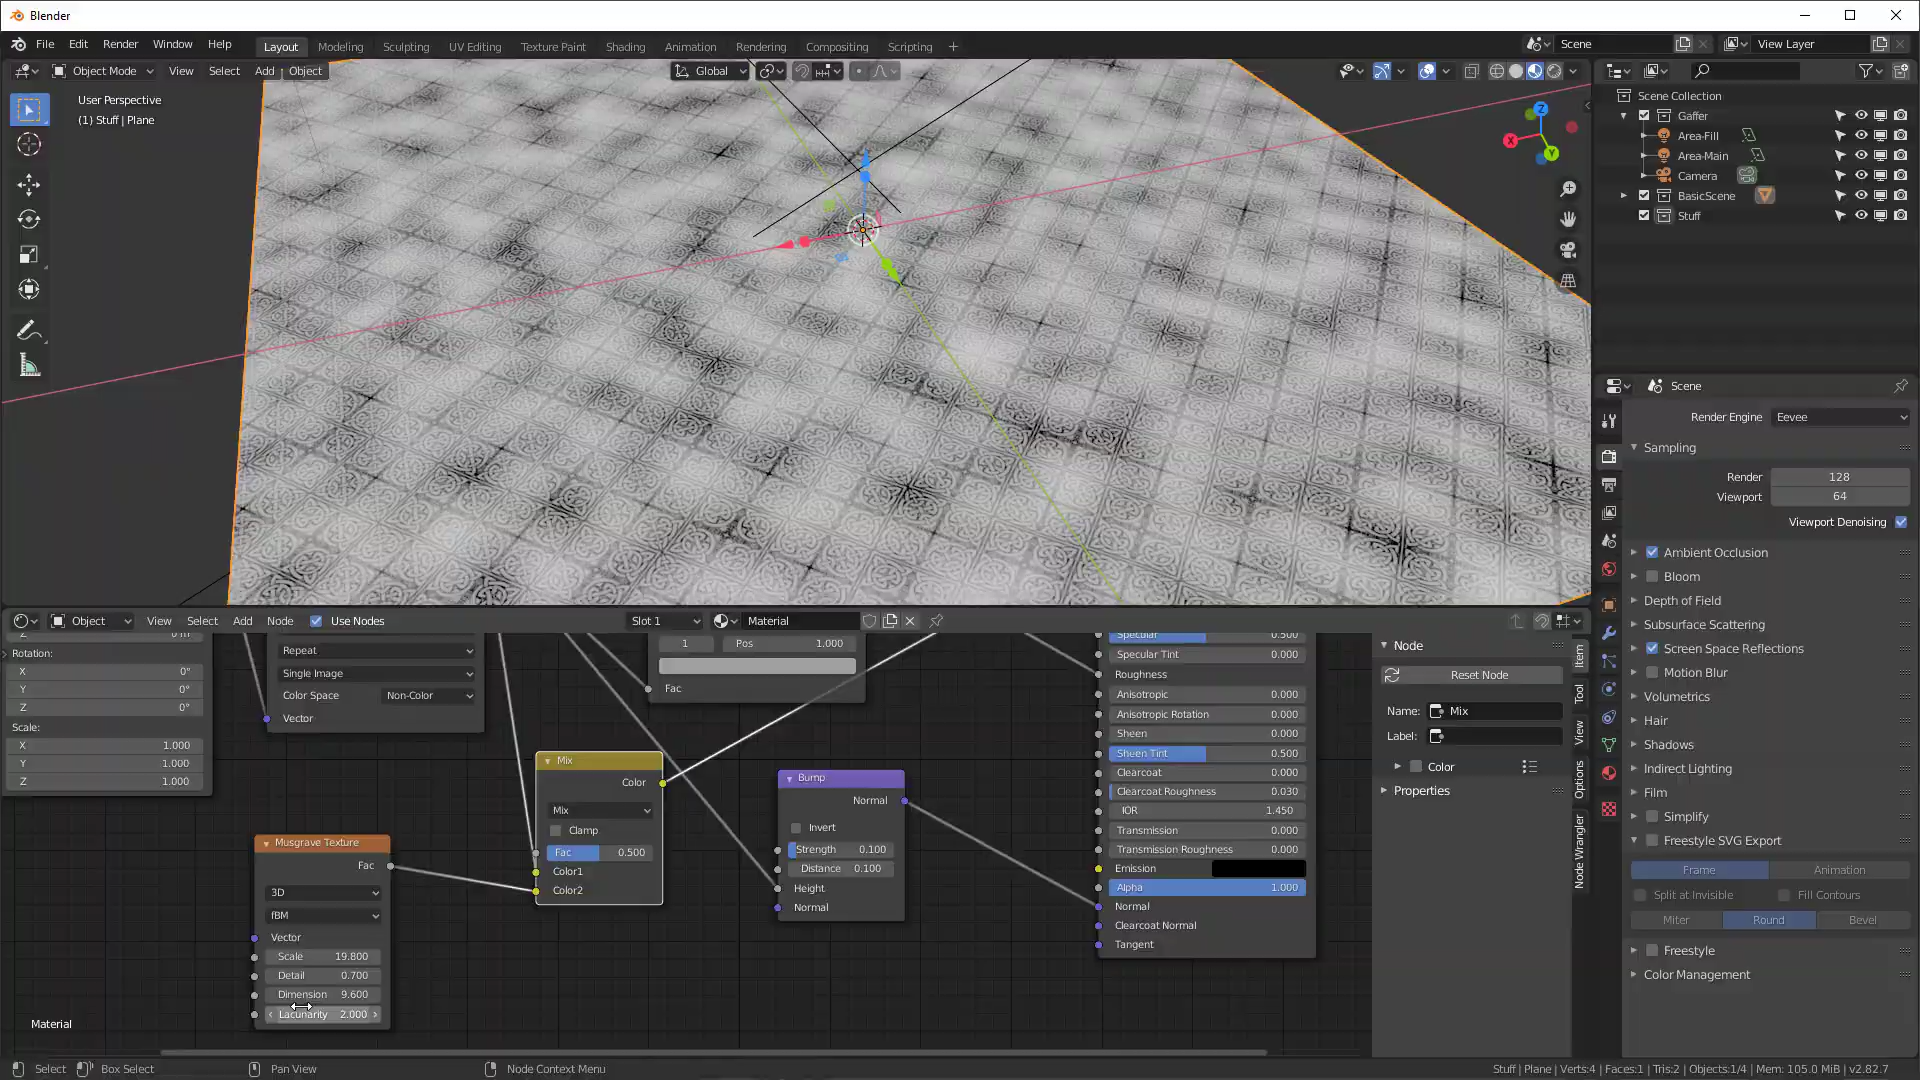 Blender
File Edit Render Window Help
Layout Modeling Sculpting UV Editing Texture Paint Shading Animation Rendering Compositing Scripting +
Scene
View Layer
Object Mode View Select Add Object
Global
User Perspective
(1) Stuff | Plane
Z
X
Y
Scene Collection
Gaffer
Area-Fill
Area-Main
Camera
BasicScene
Stuff
Scene
Render Engine Eevee
Sampling
Render 128
Viewport 64
Viewport Denoising
Ambient Occlusion
Bloom
Depth of Field
Subsurface Scattering
Screen Space Reflections
Motion Blur
Volumetrics
Hair
Shadows
Indirect Lighting
Film
Simplify
Freestyle SVG Export
Frame Animation
Split at Invisible Fill Contours
Miter Round Bevel
Freestyle
Color Management
Object View Select Add Node Use Nodes Slot 1 Material
Rotation:
X 0°
Y 0°
Z 0°
Scale:
X 1.000
Y 1.000
Z 1.000
Repeat
Single Image
Color Space Non-Color
Vector
1 Pos 1.000
Fac
Mix
Color
Mix
Clamp
Fac 0.500
Color1
Color2
Musgrave Texture
Fac
3D
fBM
Vector
Scale 19.800
Detail 0.700
Dimension 9.600
Lacunarity 2.000
Bump
Normal
Invert
Strength 0.100
Distance 0.100
Height
Normal
Specular 0.500
Specular Tint 0.000
Roughness
Anisotropic 0.000
Anisotropic Rotation 0.000
Sheen 0.000
Sheen Tint 0.500
Clearcoat 0.000
Clearcoat Roughness 0.030
IOR 1.450
Transmission 0.000
Transmission Roughness 0.000
Emission
Alpha 1.000
Normal
Clearcoat Normal
Tangent
Node
Reset Node
Name: Mix
Label:
Color
Properties
Item
Tool
View
Options
Node Wrangler
Material
Select Box Select Pan View Node Context Menu
Stuff | Plane | Verts:4 | Faces:1 | Tris:2 | Objects:1/4 | Mem: 105.0 MiB | v2.82.7